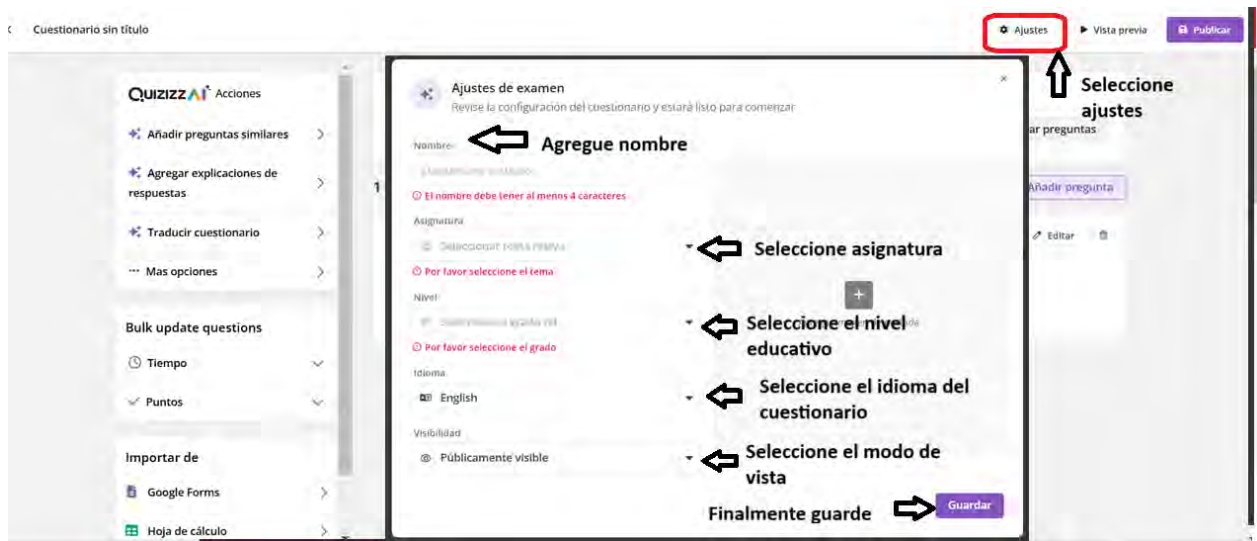 Cuestionario sin título
Ajustes
Vista previa
Publicar
Seleccione
ajustes
QUIZIZZ AI Acciones
Añadir preguntas similares
Agregar explicaciones de
respuestas
Traducir cuestionario
Mas opciones
Bulk update questions
Tiempo
Puntos
Importar de
Google Forms
Hoja de cálculo
1
Ajustes de examen
Revise la configuración del cuestionario y estará listo para comenzar
Nombre
Agregue nombre
El nombre debe tener al menos 4 caracteres
Asignatura
Seleccione asignatura
Por favor seleccione el tema
Nivel
Seleccione el nivel
educativo
Por favor seleccione el grado
Idioma
English
Seleccione el idioma del
cuestionario
Visibilidad
Públicamente visible
Seleccione el modo de
vista
Finalmente guarde
Guardar
ar preguntas
Añadir pregunta
Editar